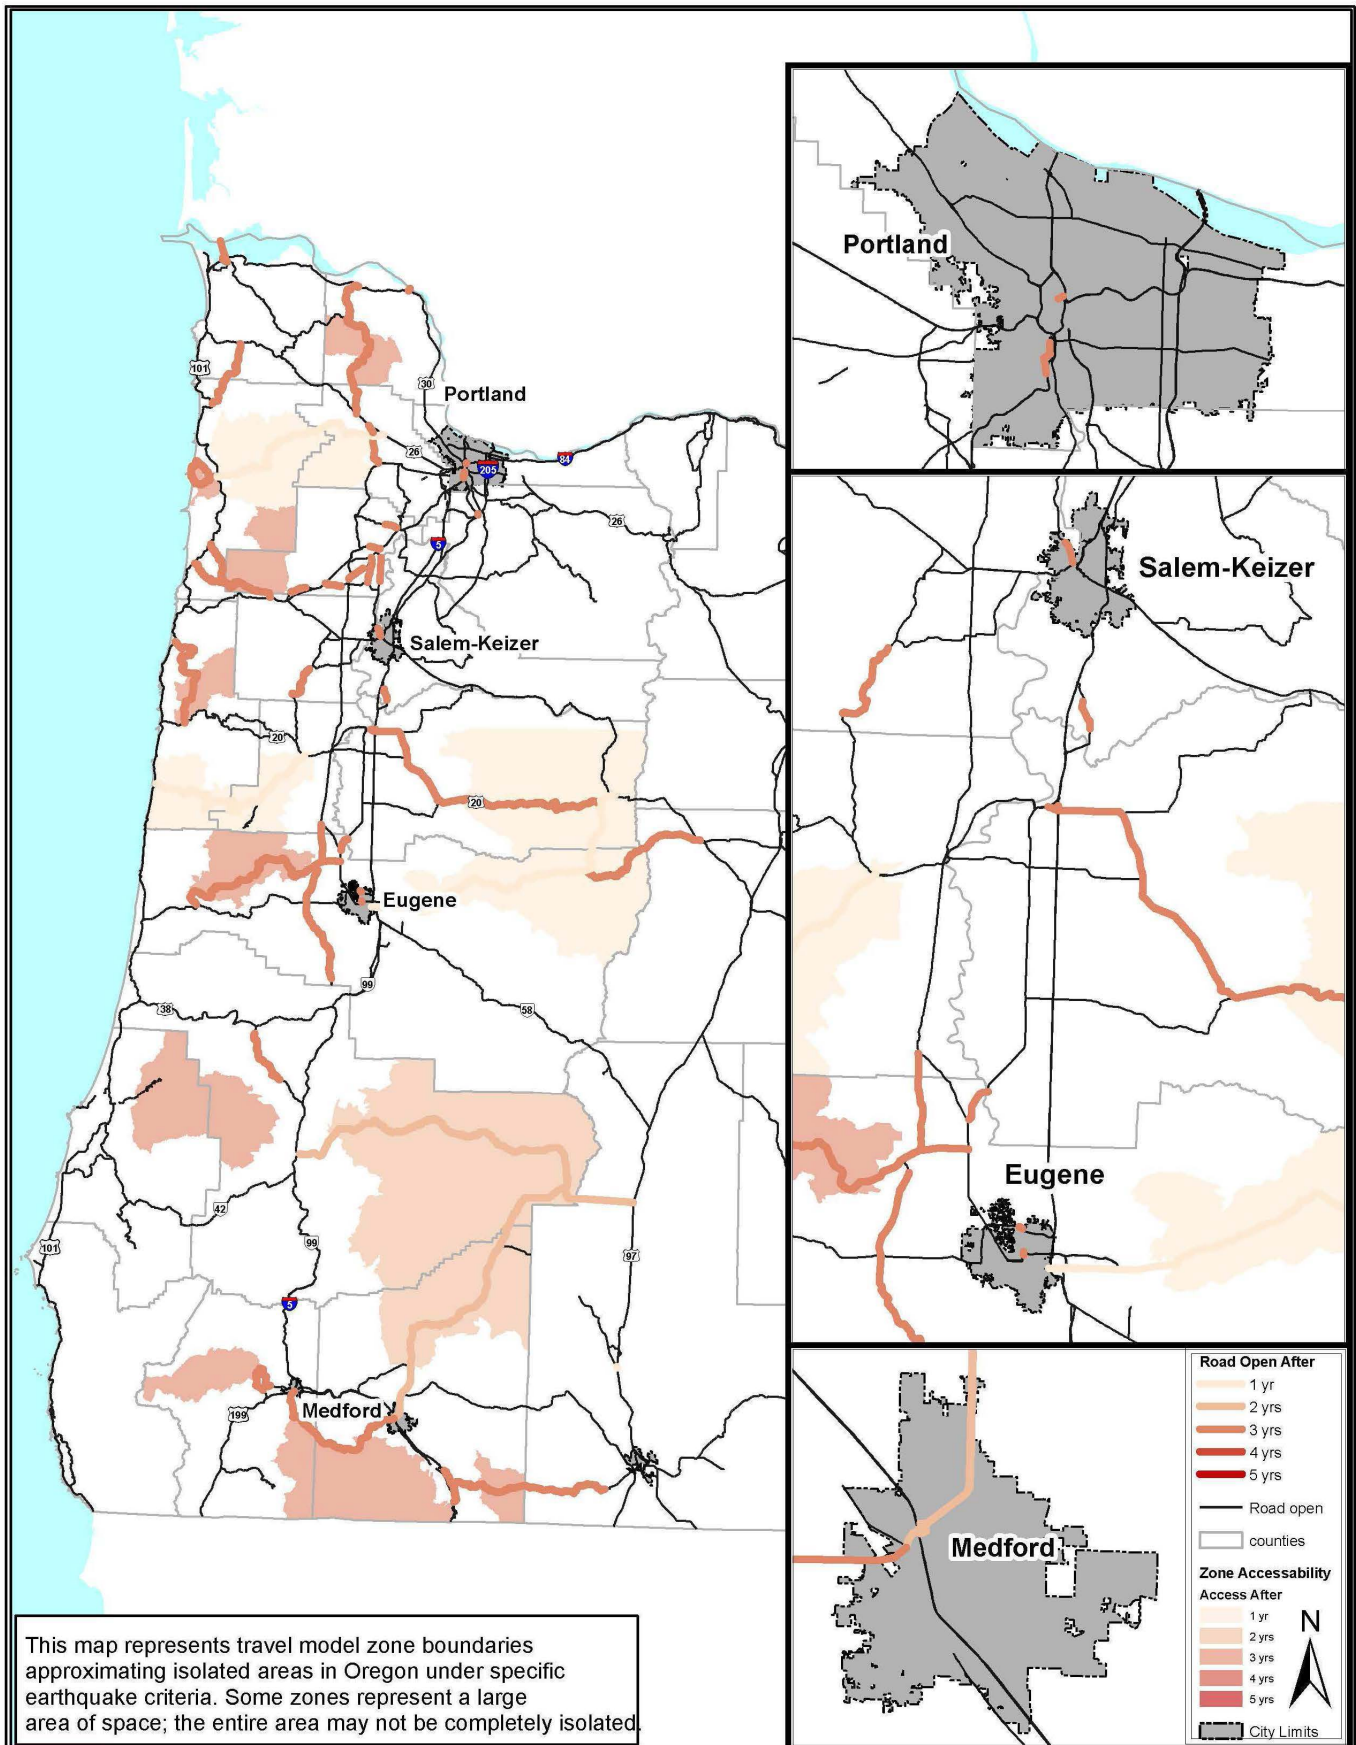 Portland
101
30
Portland
26
205
84
26
5
Salem-Keizer
Salem-Keizer
20
20
Eugene
99
38
58
Eugene
42
99
101
97
5
199
Medford
Medford
Road Open After
1 yr
2 yrs
3 yrs
4 yrs
5 yrs
Road open
counties
Zone Accessability
Access After
1 yr
2 yrs
3 yrs
4 yrs
5 yrs
N
City Limits
This map represents travel model zone boundaries
approximating isolated areas in Oregon under specific
earthquake criteria. Some zones represent a large
area of space; the entire area may not be completely isolated.